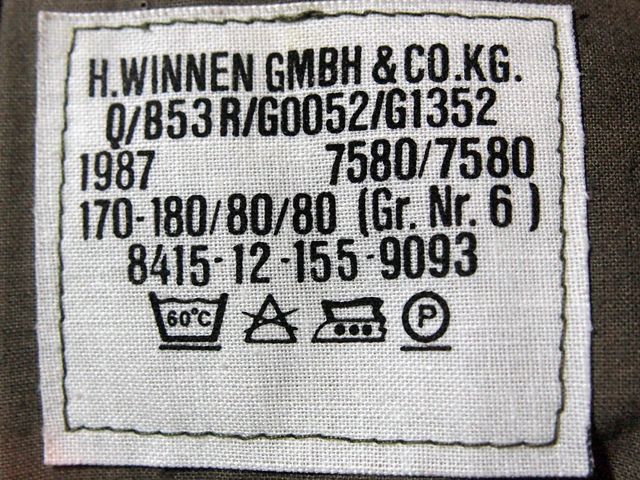 H.WINNEN GMBH & CO.KG.
Q/B53R/G0052/G1352
1987 7580/7580
170-180/80/80 (Gr. Nr. 6 )
8415-12-155-9093
60°C P